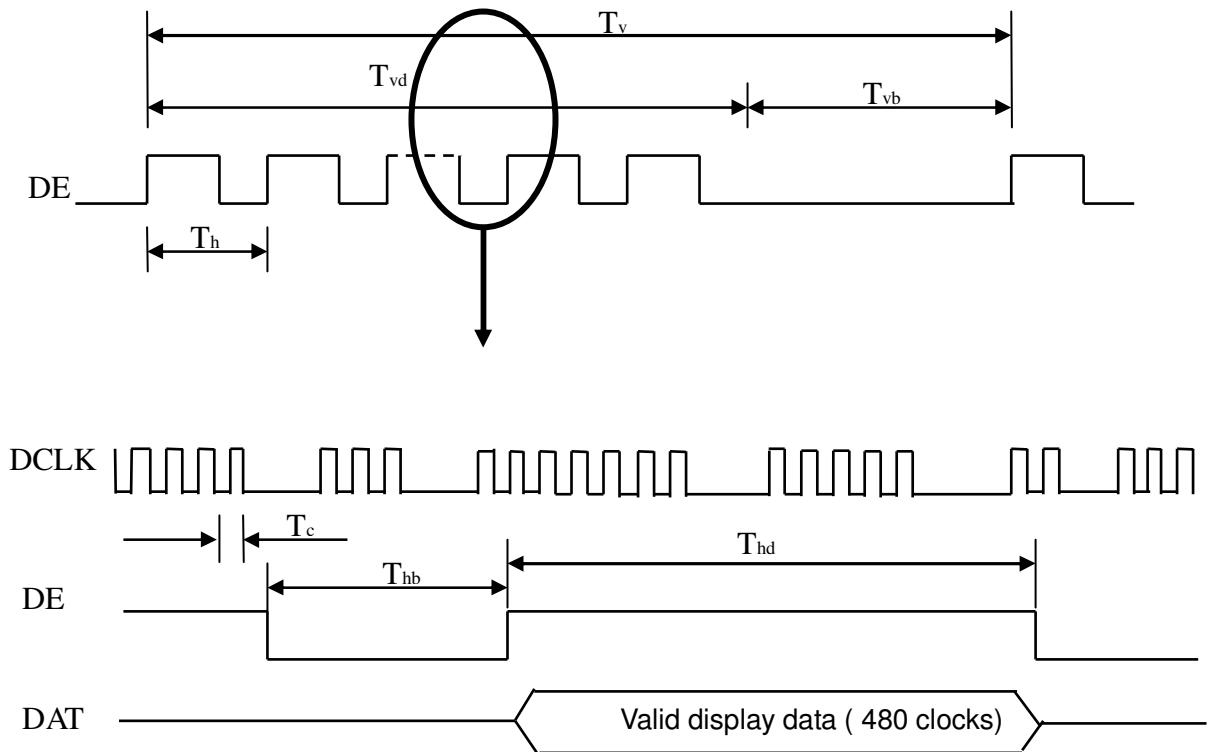 Tv
Tvd
Tvb
DE
Th
DCLK
Tc
Thd
Thb
DE
DAT
Valid display data ( 480 clocks)